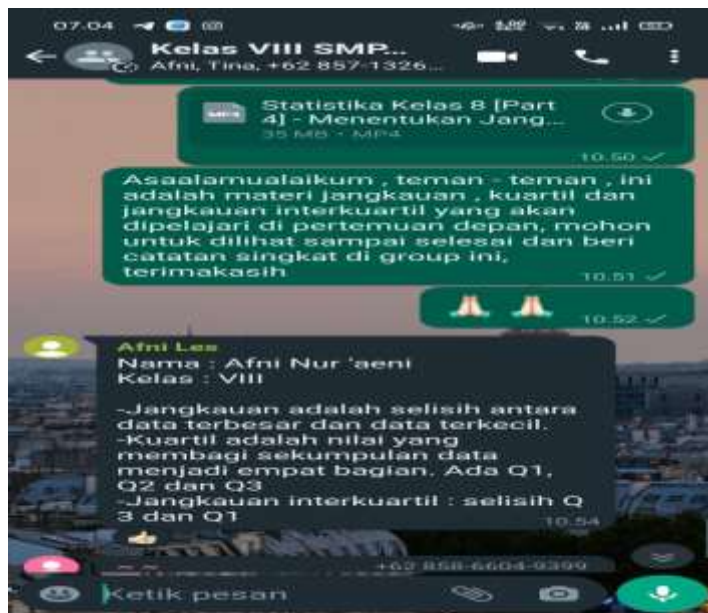 07.04
Kelas VIII SMP...
Afni, Tina, +62 857-1326...
Statistika Kelas 8 [Part
4] - Menentukan Jang...
35 MB • MP4
10.50
Asaalamualaikum , teman - teman , ini
adalah materi jangkauan , kuartil dan
jangkauan interkuartil yang akan
dipelajari di pertemuan depan, mohon
untuk dilihat sampai selesai dan beri
catatan singkat di group ini,
terimakasih
10.51
10.52
Afni Les
Nama : Afni Nur 'aeni
Kelas : VIII
-Jangkauan adalah selisih antara
data terbesar dan data terkecil.
-Kuartil adalah nilai yang
membagi sekumpulan data
menjadi empat bagian. Ada Q1,
Q2 dan Q3
-Jangkauan interkuartil : selisih Q
3 dan Q1
10.54
+62 858-6604-9399
Ketik pesan